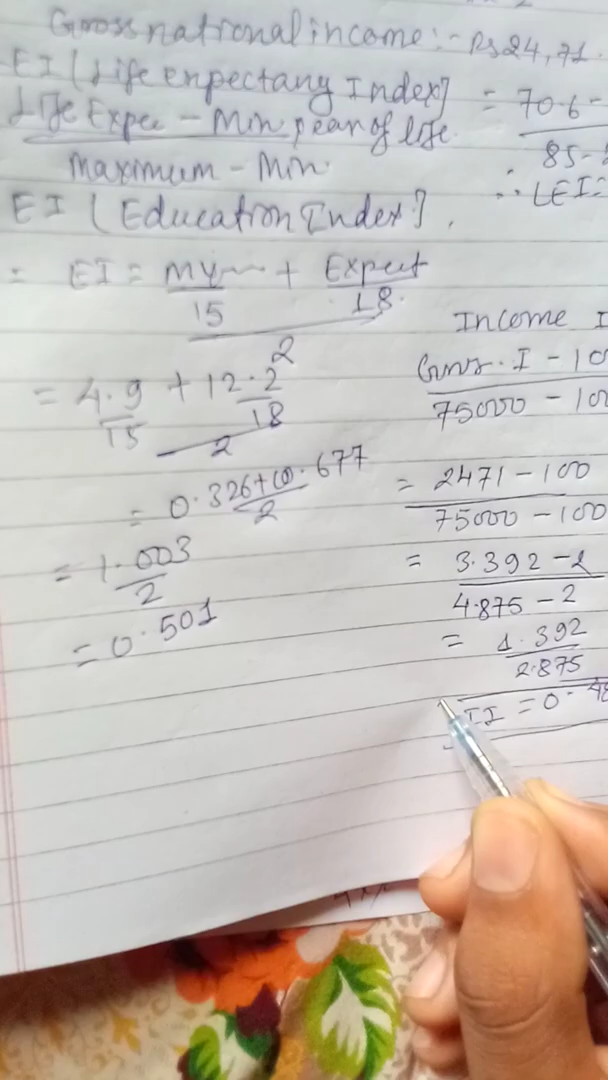 Gross national income:- Rs 24,71
EI [Life enpectang Index]
Life Expec - Min year of life = 70.6 -
maximum - Min. 85-
∴ LEI=
EI [Education Index].
= EI = + Expect
15 18.
2
= 4.9 + 12.2
15 18
2
= 0.326+0.677
2
= 1.003
2
= 0.501
Income I
I - 10
75000 - 10
= 2471 - 100
75000 - 100
= 3.392 - 2
4.875 - 2
= 1.392
2.875
II = 0.48